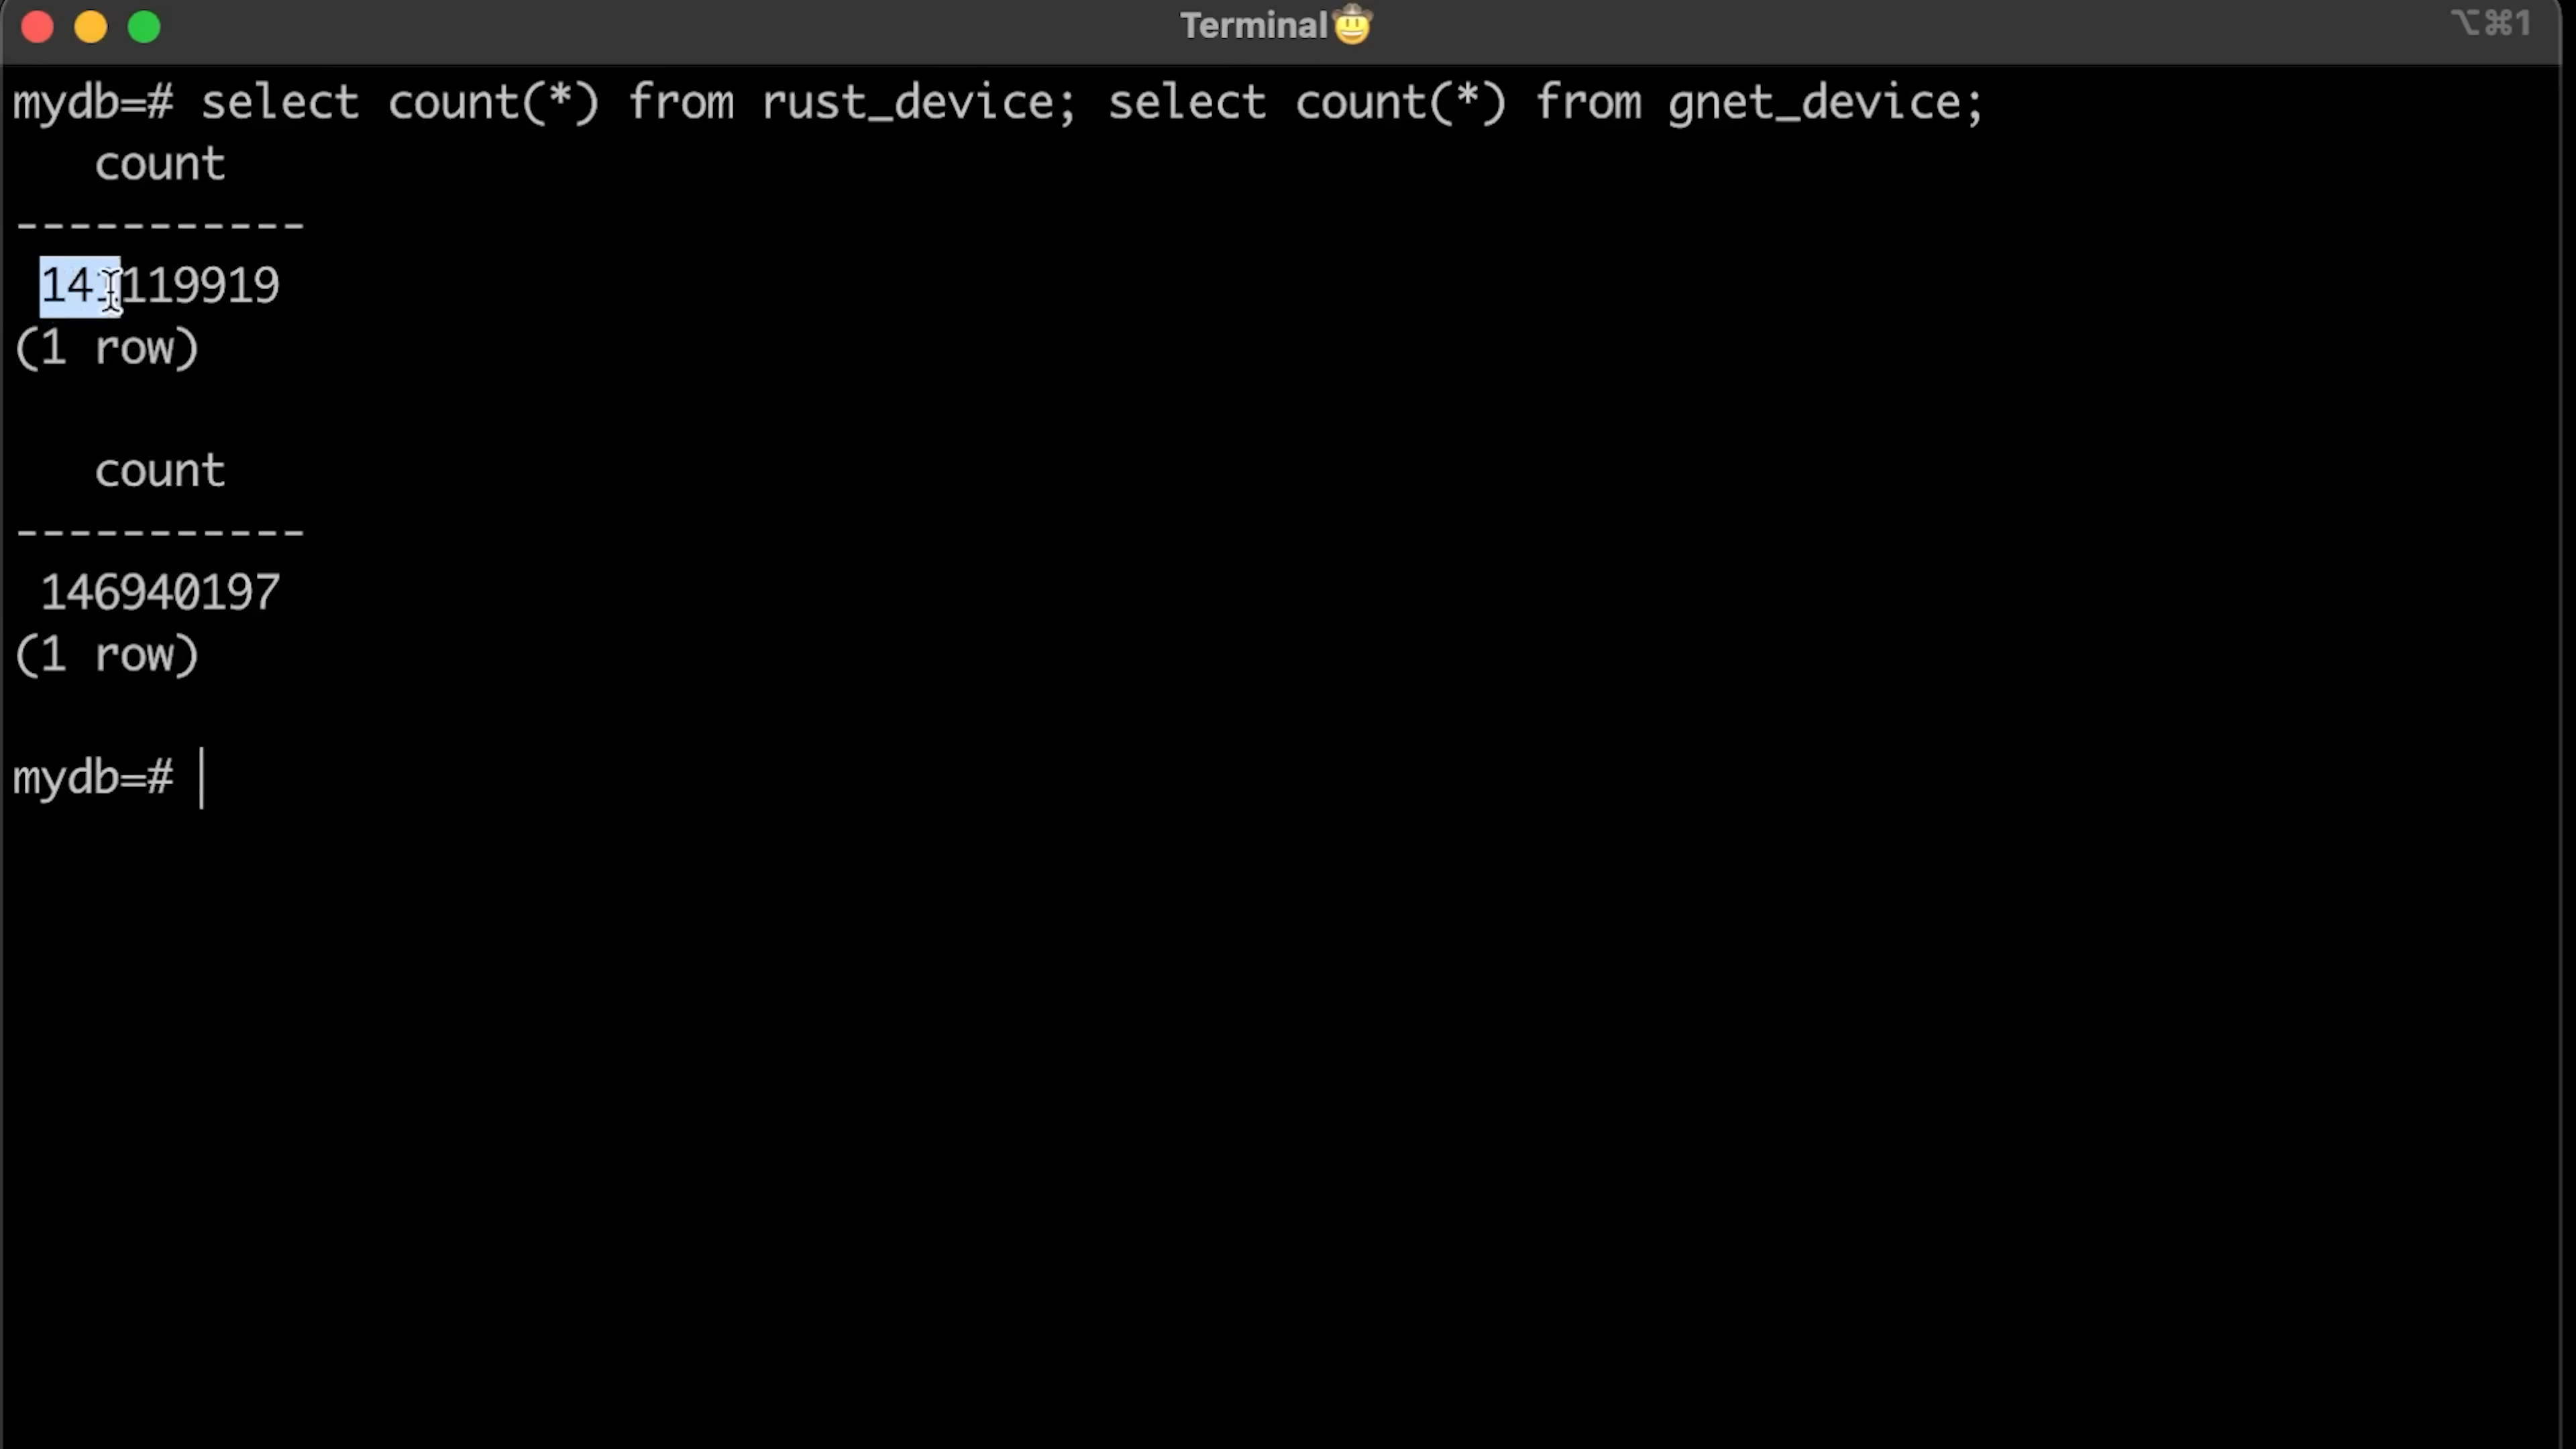 Terminal🤠
⌥⌘1
mydb=# select count(*) from rust_device; select count(*) from gnet_device;
count
-----------
141119919
(1 row)
count
-----------
146940197
(1 row)
mydb=#